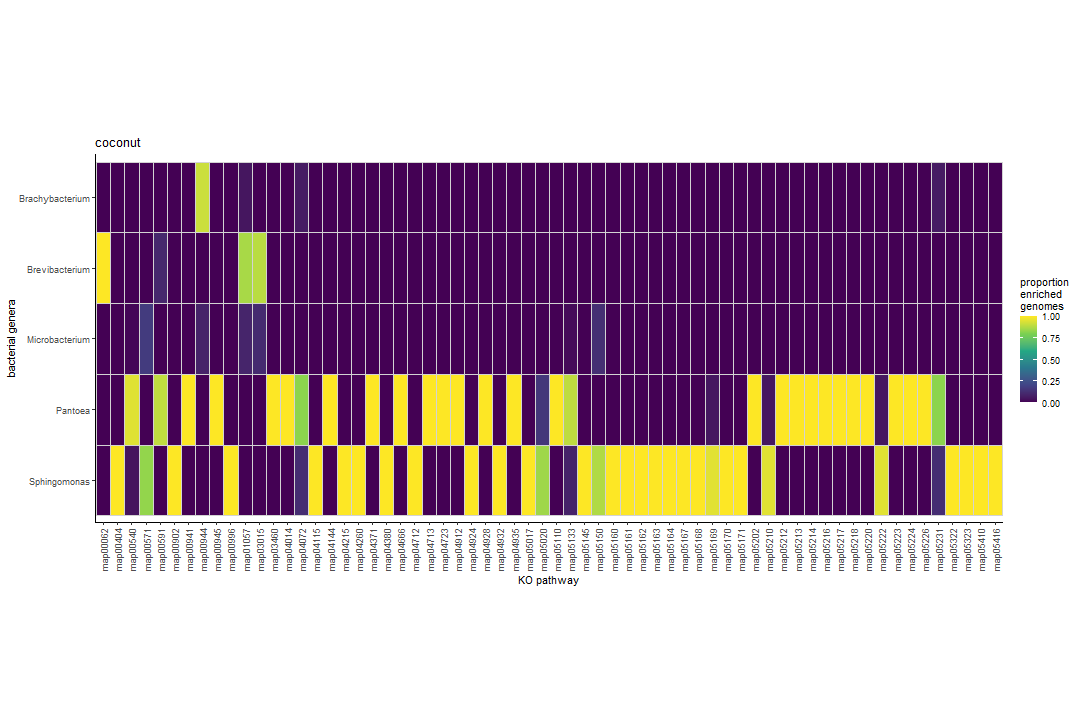 coconut
Brachybacterium
Brevibacterium
Microbacterium
Pantoea
Sphingomonas
bacterial genera
map00062
map00404
map00540
map00571
map00591
map00902
map00941
map00944
map00945
map00996
map01057
map03015
map03460
map04014
map04072
map04115
map04144
map04215
map04260
map04371
map04380
map04666
map04712
map04713
map04723
map04912
map04924
map04928
map04932
map04935
map05017
map05020
map05110
map05133
map05145
map05150
map05160
map05161
map05162
map05163
map05164
map05167
map05168
map05169
map05170
map05171
map05202
map05210
map05212
map05213
map05214
map05216
map05217
map05218
map05220
map05222
map05223
map05224
map05226
map05231
map05322
map05323
map05410
map05416
KO pathway
proportion
enriched
genomes
1.00
0.75
0.50
0.25
0.00